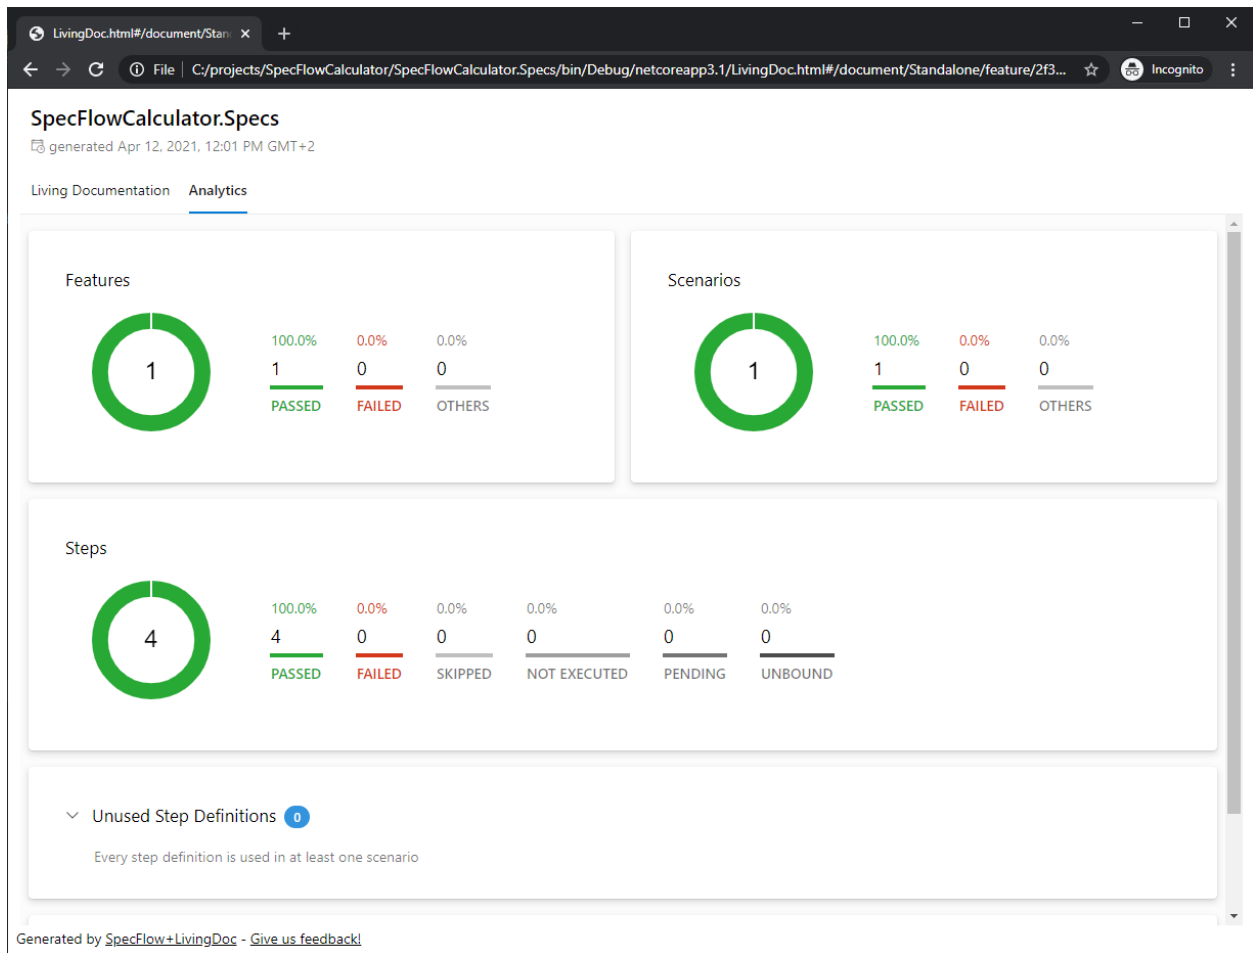 LivingDoc.html#/document/Stan
File C:/projects/SpecFlowCalculator/SpecFlowCalculator.Specs/bin/Debug/netcoreapp3.1/LivingDoc.html#/document/Standalone/feature/2f3... Incognito
SpecFlowCalculator.Specs
generated Apr 12, 2021, 12:01 PM GMT+2
Living Documentation Analytics
Features
1
100.0% 0.0% 0.0%
1 0 0
PASSED FAILED OTHERS
Scenarios
1
100.0% 0.0% 0.0%
1 0 0
PASSED FAILED OTHERS
Steps
4
100.0% 0.0% 0.0% 0.0% 0.0% 0.0%
4 0 0 0 0 0
PASSED FAILED SKIPPED NOT EXECUTED PENDING UNBOUND
Unused Step Definitions 0
Every step definition is used in at least one scenario
Generated by SpecFlow+LivingDoc - Give us feedback!